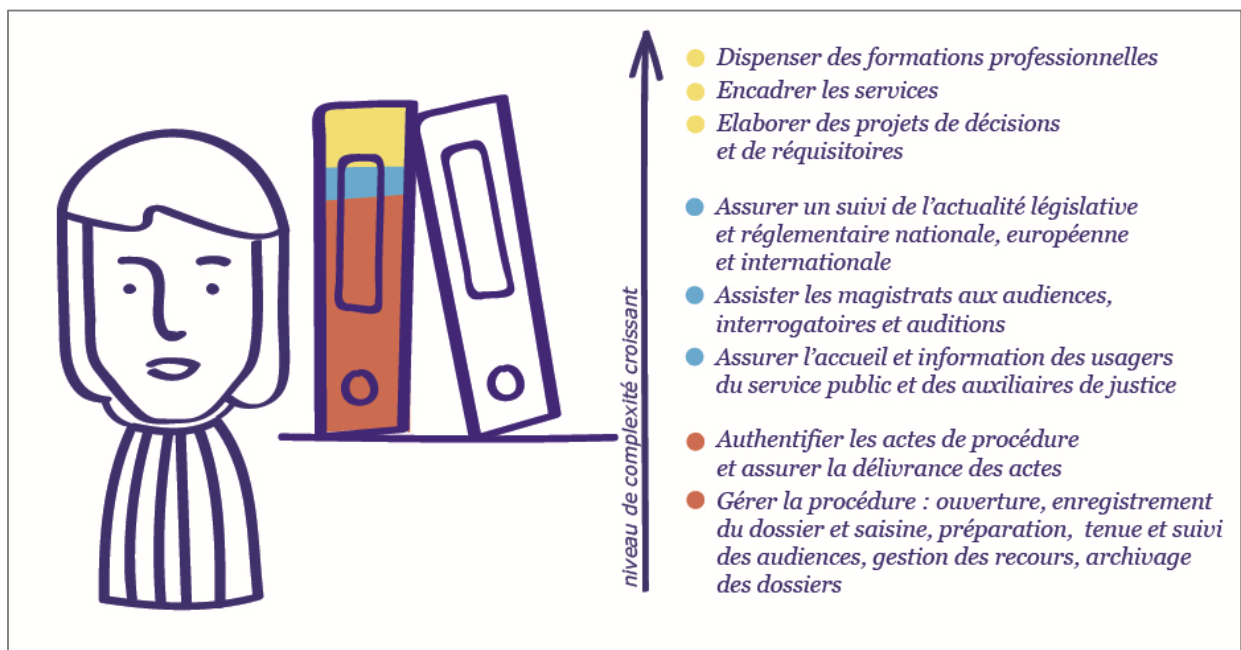 Dispenser des formations professionnelles
Encadrer les services
Elaborer des projets de décisions
et de réquisitoires
Assurer un suivi de l’actualité législative
et réglementaire nationale, européenne
et internationale
Assister les magistrats aux audiences,
interrogatoires et auditions
Assurer l’accueil et information des usagers
du service public et des auxiliaires de justice
Authentifier les actes de procédure
et assurer la délivrance des actes
Gérer la procédure : ouverture, enregistrement
du dossier et saisine, préparation, tenue et suivi
des audiences, gestion des recours, archivage
des dossiers
niveau de complexité croissant